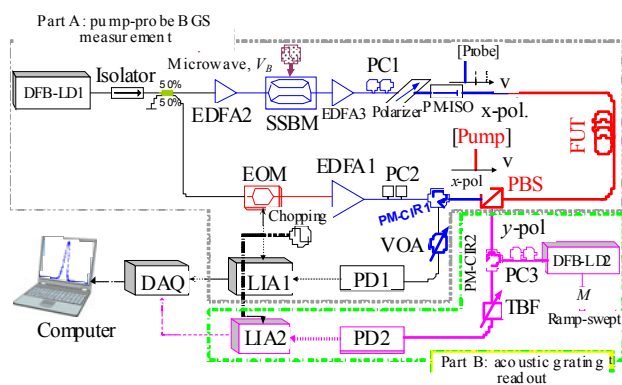 Part A: pump-probe BGS
measurement
Microwave, V_B
[Probe]
Isolator
PC1
DFB-LD1
50%
50%
EDFA2
SSBM
EDFA3
Polarizer
PM-ISO
ν
x-pol.
FUT
[Pump]
EOM
EDFA1
PC2
x-pol
ν
PBS
PM-CIR1
Chopping
VOA
PM-CIR2
y-pol
PC3
DFB-LD2
DAQ
LIA1
PD1
TBF
M
Ramp-swept
Computer
LIA2
PD2
Part B: acoustic grating
readout